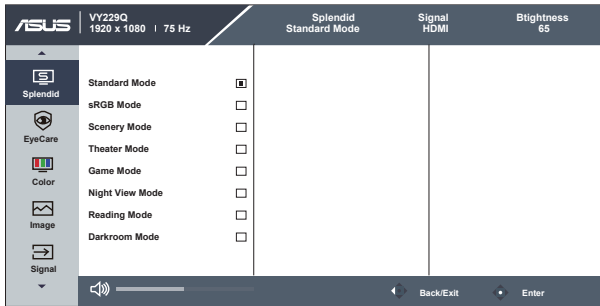 ASUS
VY229Q
1920 x 1080 | 75 Hz
Splendid
Standard Mode
Signal
HDMI
Btightness
65
Splendid
EyeCare
Color
Image
Signal
Standard Mode
sRGB Mode
Scenery Mode
Theater Mode
Game Mode
Night View Mode
Reading Mode
Darkroom Mode
Back/Exit
Enter